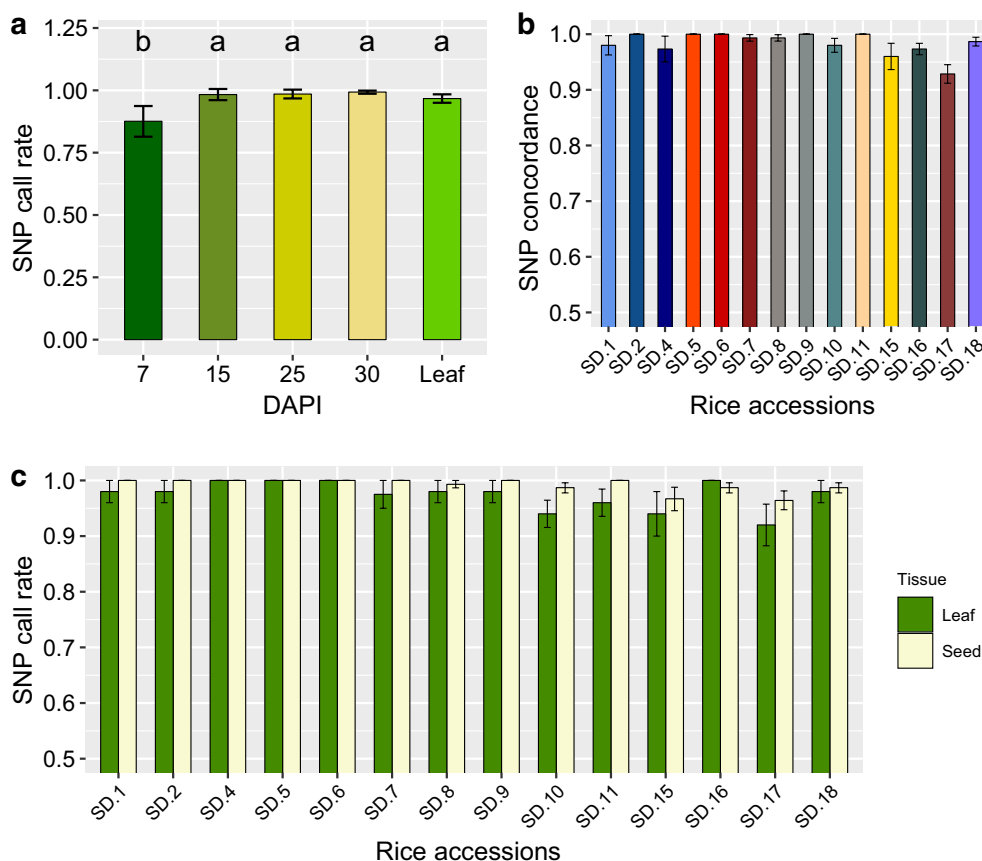 a
1.25
1.00
0.75
0.50
0.25
0.00
SNP call rate
b a a a a
7 15 25 30 Leaf
DAPI
b
1.0
0.9
0.8
0.7
0.6
0.5
SNP concordance
SD.1 SD.2 SD.4 SD.5 SD.6 SD.7 SD.8 SD.9 SD.10 SD.11 SD.15 SD.16 SD.17 SD.18
Rice accessions
c
1.0
0.9
0.8
0.7
0.6
0.5
SNP call rate
SD.1 SD.2 SD.4 SD.5 SD.6 SD.7 SD.8 SD.9 SD.10 SD.11 SD.15 SD.16 SD.17 SD.18
Rice accessions
Tissue
Leaf
Seed